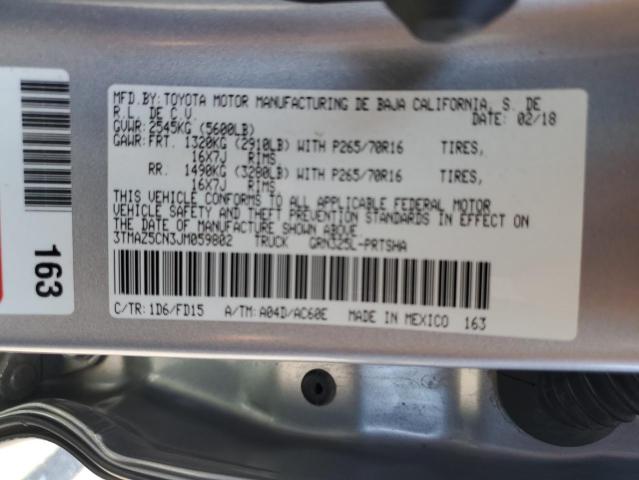 MFD.BY:TOYOTA MOTOR MANUFACTURING DE BAJA CALIFORNIA, S. DE
R.L. DE C.V. DATE: 02/18
GVWR: 2545KG (5600LB)
GAWR: FRT. 1320KG (2910LB) WITH P265/70R16 TIRES,
16X7J RIMS,
RR. 1490KG (3280LB) WITH P265/70R16 TIRES,
16X7J RIMS
THIS VEHICLE CONFORMS TO ALL APPLICABLE FEDERAL MOTOR
VEHICLE SAFETY AND THEFT PREVENTION STANDARDS IN EFFECT ON
THE DATE OF MANUFACTURE SHOWN ABOVE.
3TMAZ5CN3JM059802 TRUCK GRN325L-PRTSHA
C/TR: 1D6/FD15 A/TM: A04D/AC60E MADE IN MEXICO 163
163